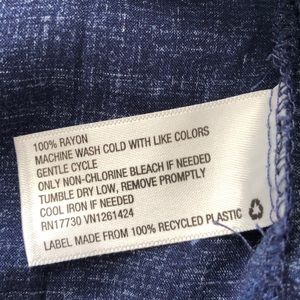 100% RAYON
MACHINE WASH COLD WITH LIKE COLORS
GENTLE CYCLE
ONLY NON-CHLORINE BLEACH IF NEEDED
TUMBLE DRY LOW, REMOVE PROMPTLY
COOL IRON IF NEEDED
RN17730 VN1261424
LABEL MADE FROM 100% RECYCLED PLASTIC